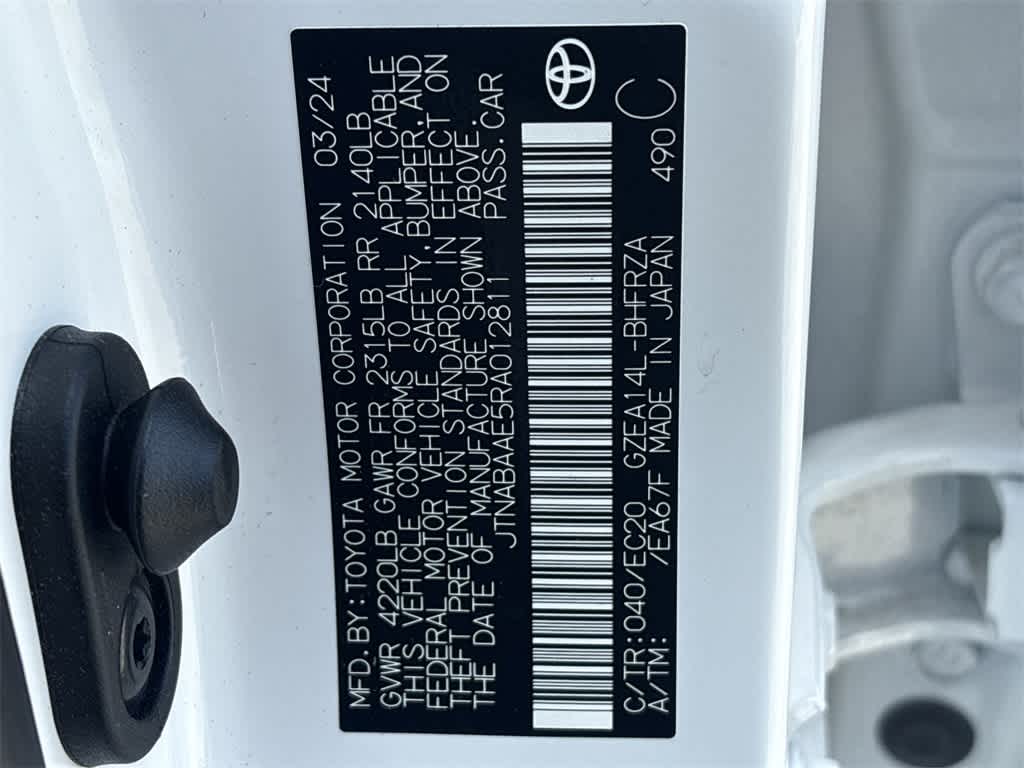 MFD.BY:TOYOTA MOTOR CORPORATION 03/24
GVWR 4220LB GAWR FR 2315LB RR 2140LB
THIS VEHICLE CONFORMS TO ALL APPLICABLE
FEDERAL MOTOR VEHICLE SAFETY,BUMPER,AND
THEFT PREVENTION STANDARDS IN EFFECT ON
THE DATE OF MANUFACTURE SHOWN ABOVE.
JTNABAAE5RA012811 PASS.CAR
C/TR:040/EC20 GZEA14L-BHFRZA 490 C
A/TM: /EA67F MADE IN JAPAN